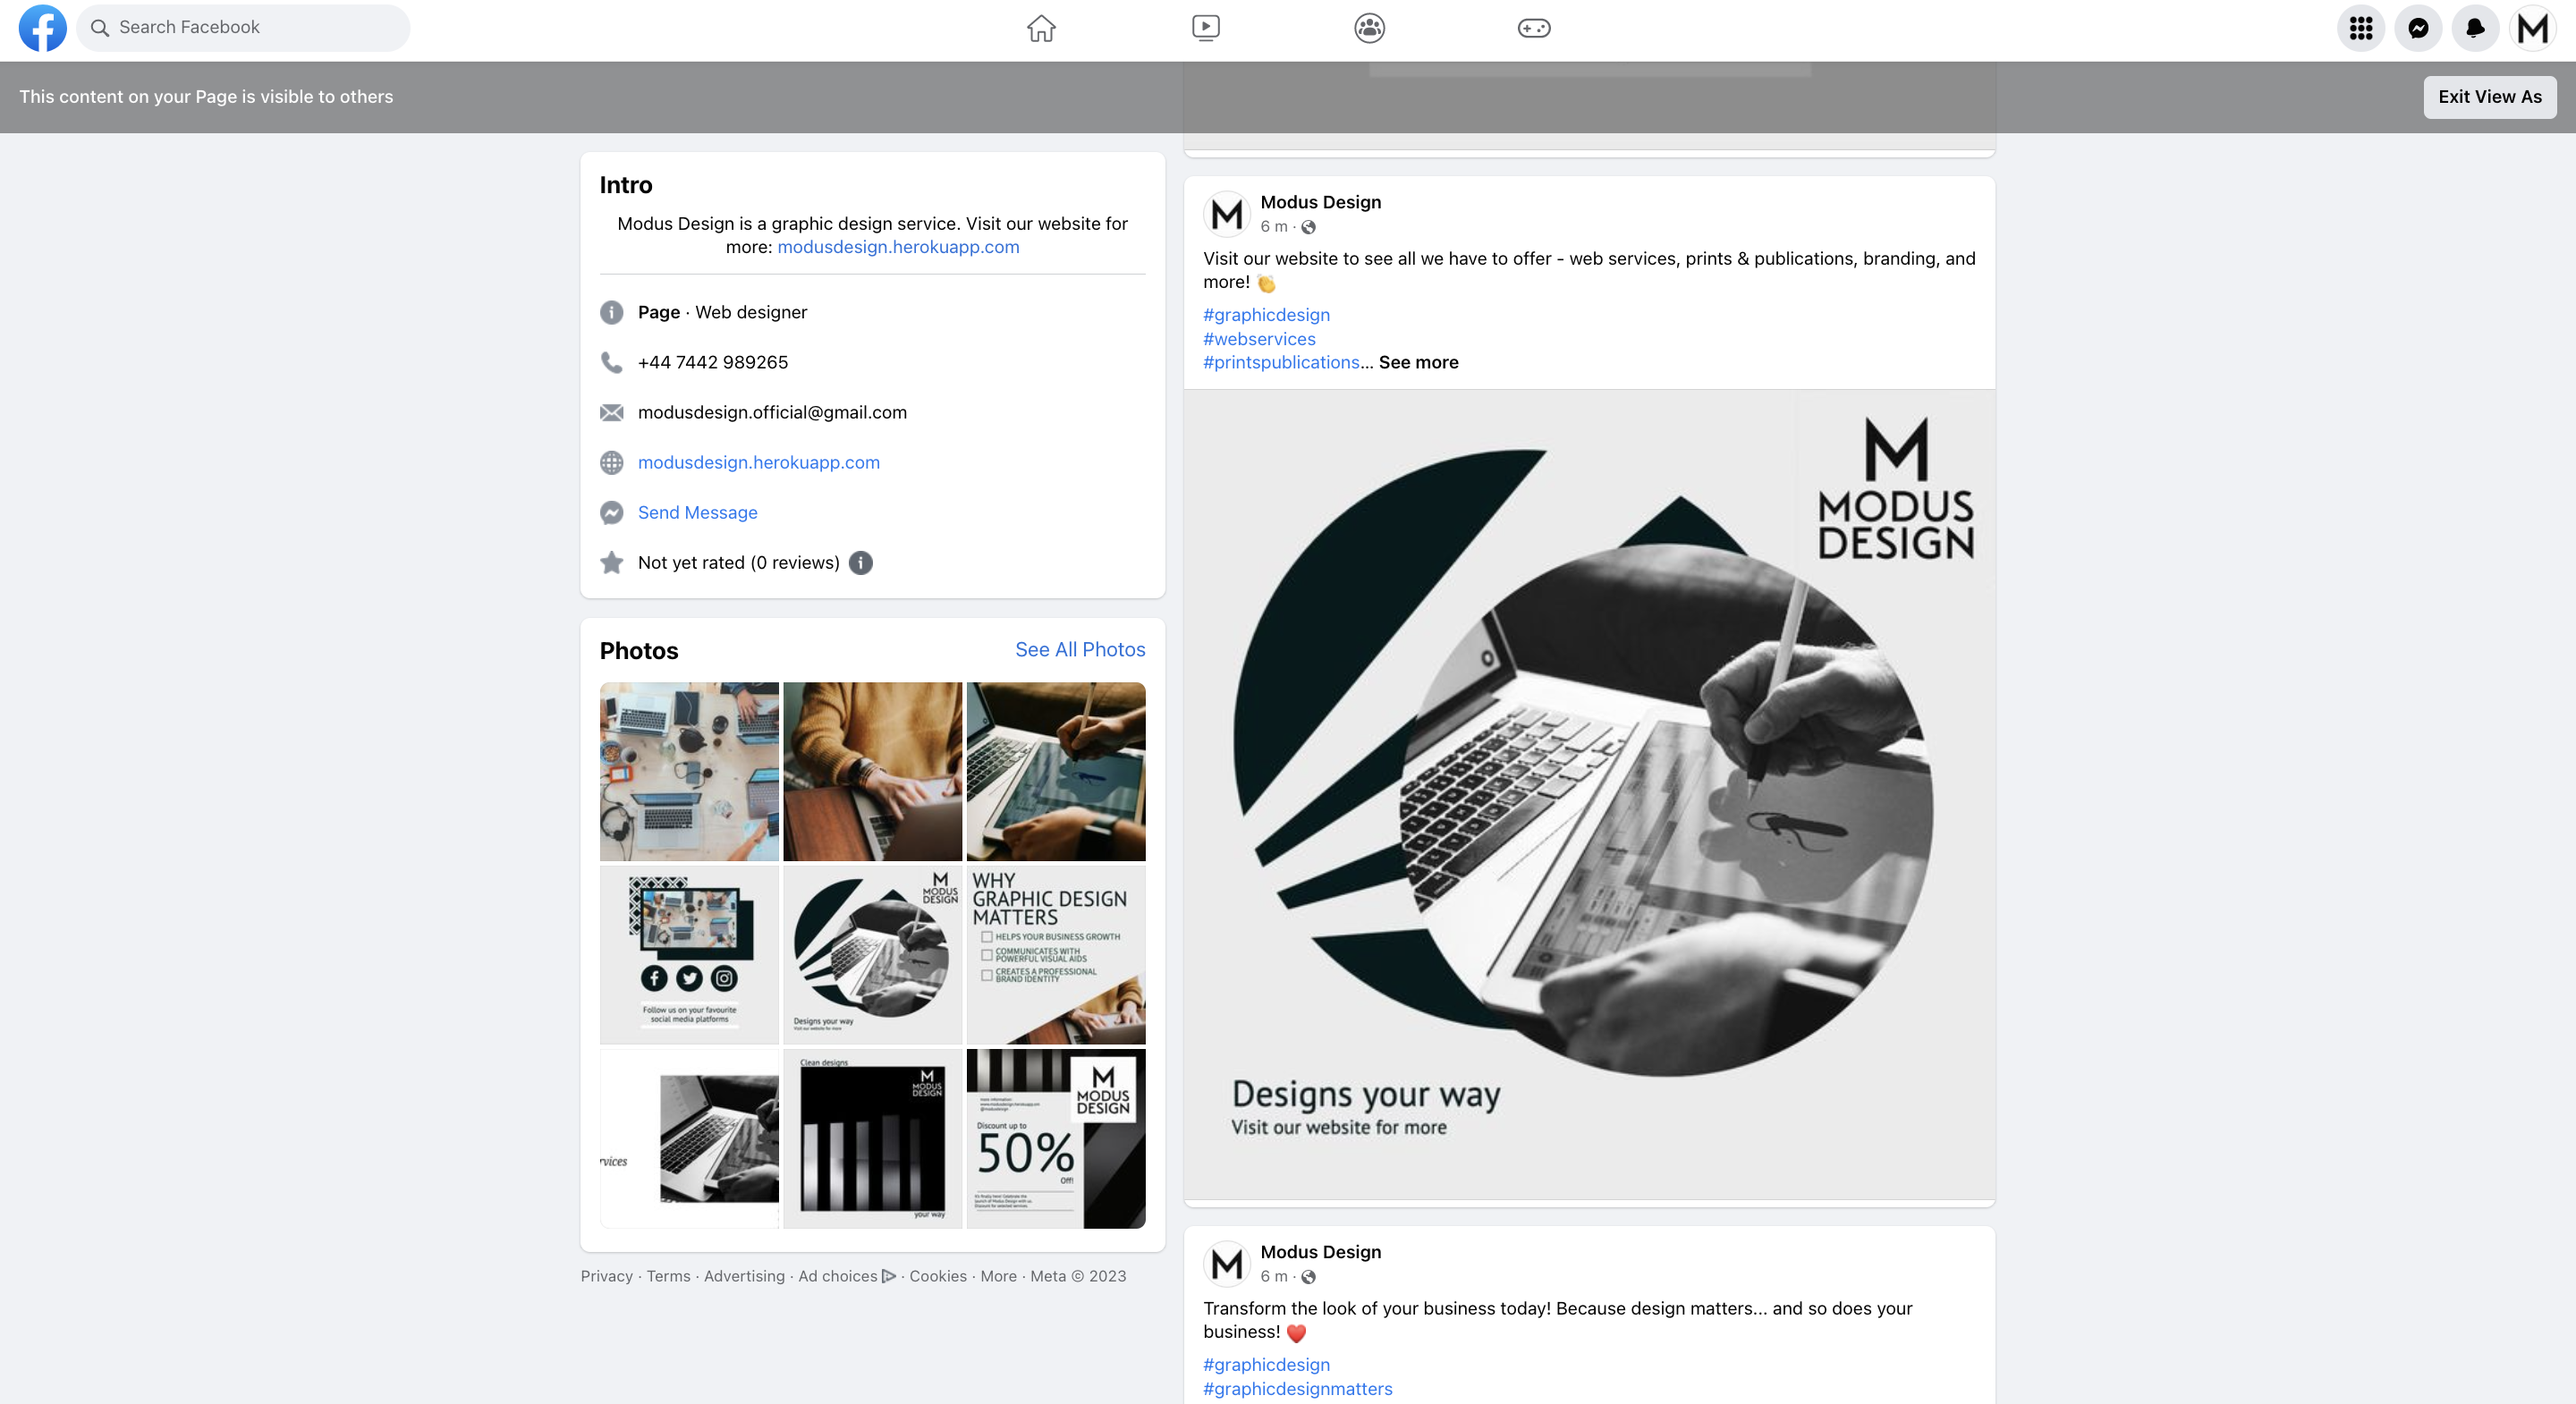 Search Facebook
This content on your Page is visible to others
Exit View As
Intro
Modus Design is a graphic design service. Visit our website for
more: modusdesign.herokuapp.com
Page · Web designer
+44 7442 989265
modusdesign.official@gmail.com
modusdesign.herokuapp.com
Send Message
Not yet rated (0 reviews)
Photos
See All Photos
M
MODUS
DESIGN
Designs your way
Visit our website for more
WHY
GRAPHIC DESIGN
MATTERS
HELPS YOUR BUSINESS GROWTH
COMMUNICATES WITH
POWERFUL VISUAL AIDS
CREATES A PROFESSIONAL
BRAND IDENTITY
Follow us on your favourite
social media platforms
rvices
Clean designs
M
MODUS
DESIGN
your way
M
MODUS
DESIGN
Discount up to
50%
Off!
Privacy · Terms · Advertising · Ad choices · Cookies · More · Meta © 2023
Modus Design
6 m ·
Visit our website to see all we have to offer - web services, prints & publications, branding, and
more! 👏
#graphicdesign
#webservices
#printspublications... See more
M
MODUS
DESIGN
Designs your way
Visit our website for more
Modus Design
6 m ·
Transform the look of your business today! Because design matters... and so does your
business! ❤️
#graphicdesign
#graphicdesignmatters